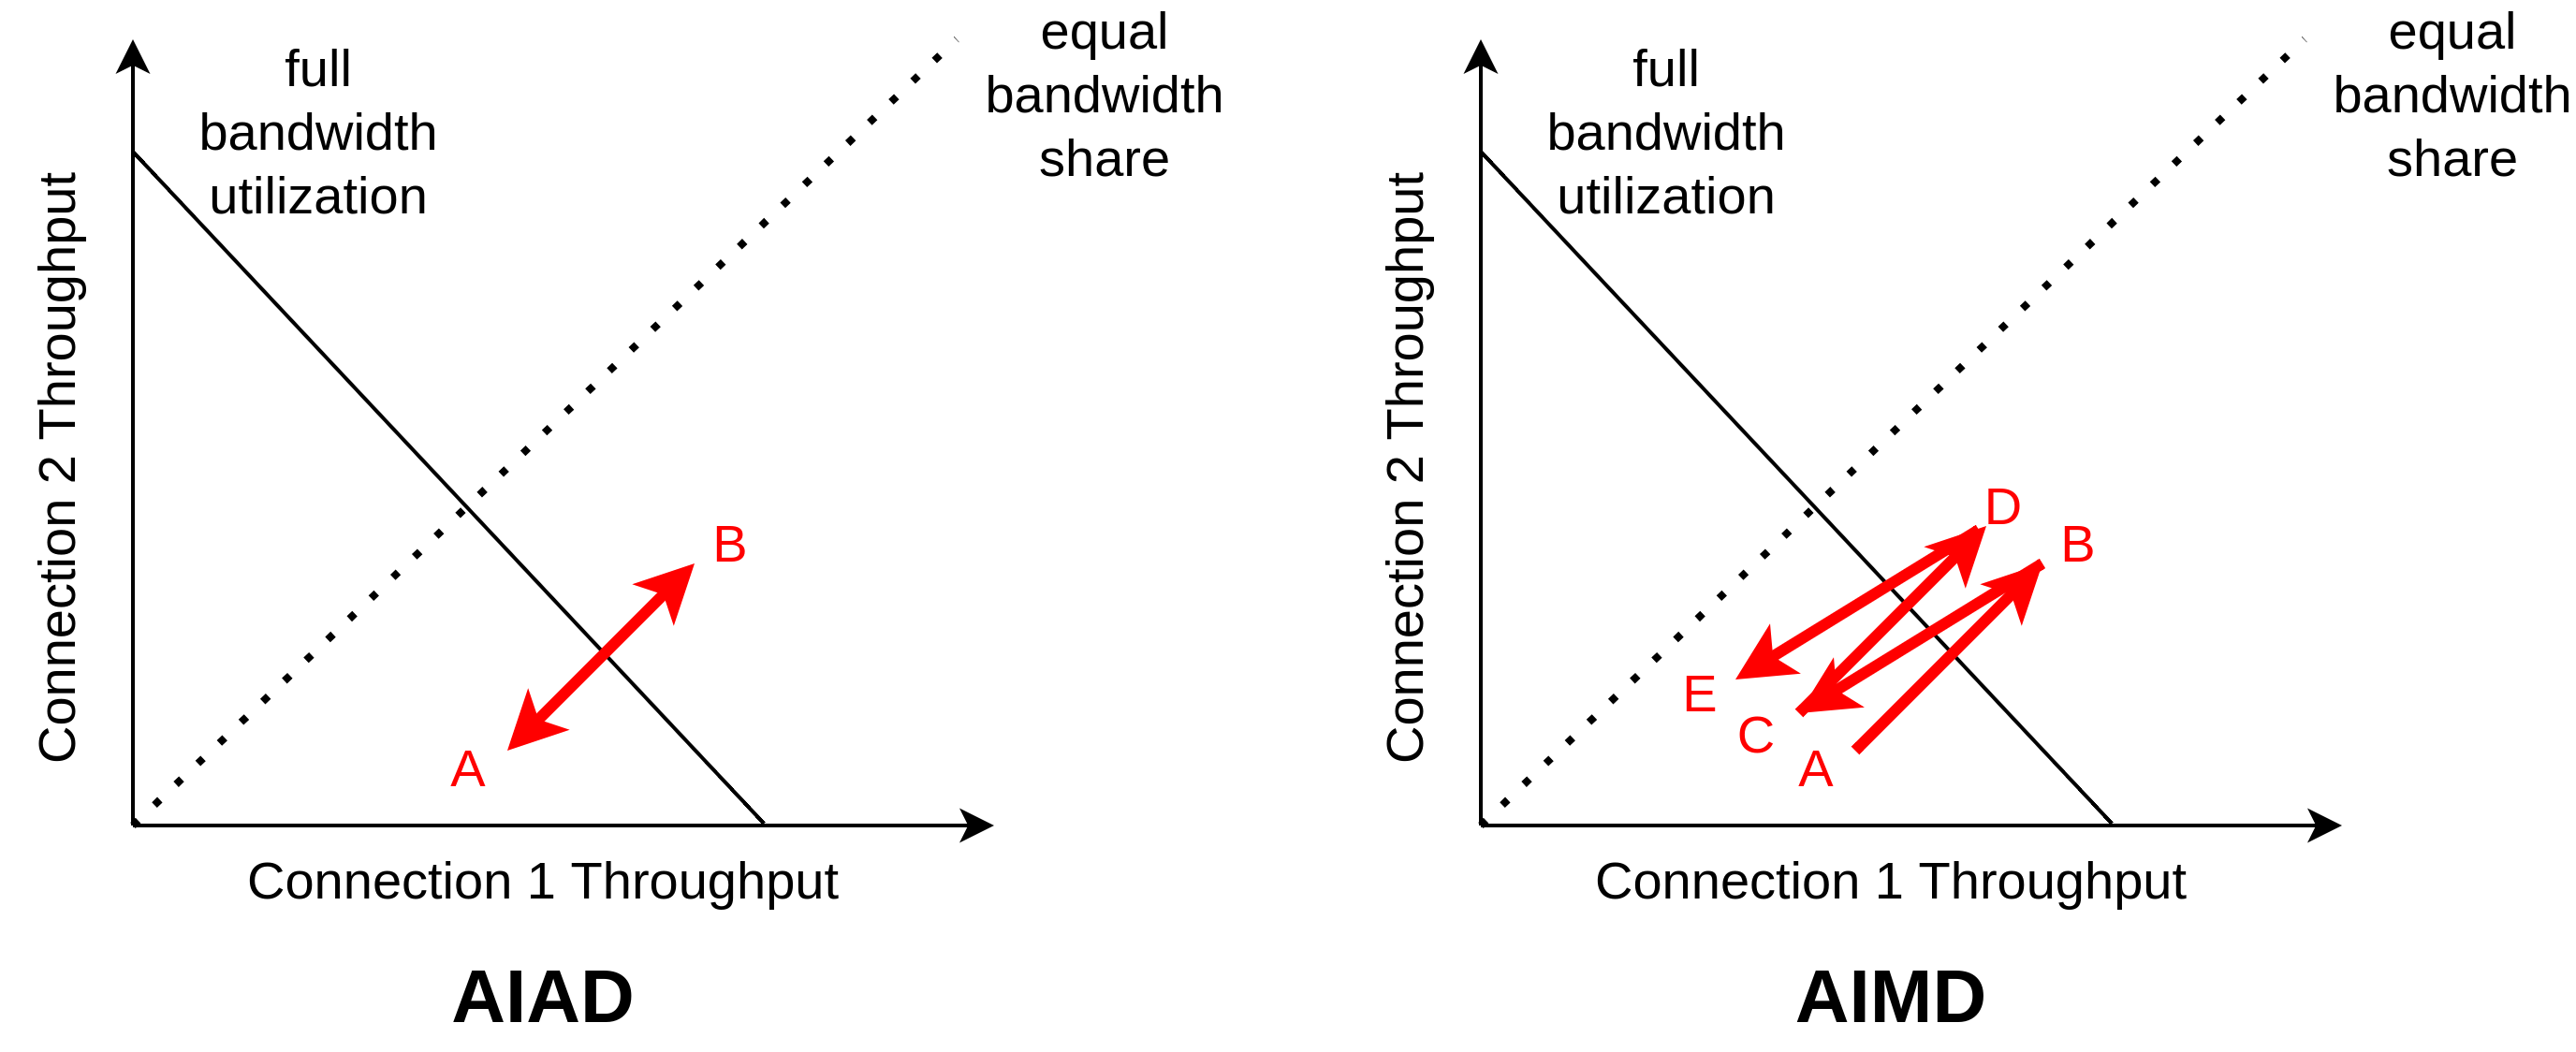 full
bandwidth
utilization
equal
bandwidth
share
Connection 2 Throughput
B
A
Connection 1 Throughput
AIAD
full
bandwidth
utilization
equal
bandwidth
share
Connection 2 Throughput
D
B
E
C
A
Connection 1 Throughput
AIMD